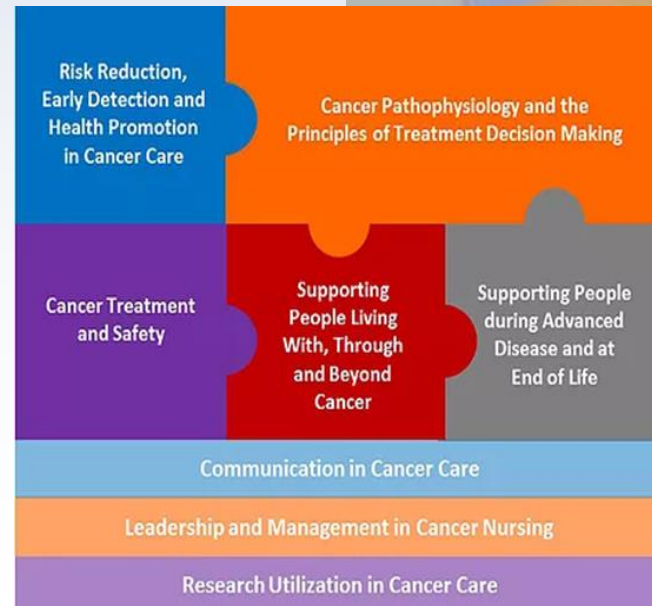 Risk Reduction,
Early Detection and
Health Promotion
in Cancer Care
Cancer Pathophysiology and the
Principles of Treatment Decision Making
Cancer Treatment
and Safety
Supporting
People Living
With, Through
and Beyond
Cancer
Supporting People
during Advanced
Disease and at
End of Life
Communication in Cancer Care
Leadership and Management in Cancer Nursing
Research Utilization in Cancer Care